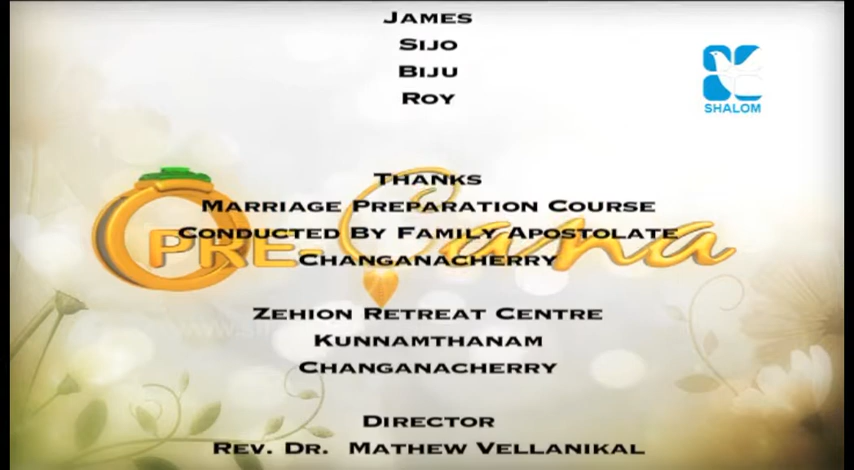 James
Sijo
Biju
Roy
SHALOM
Thanks
Marriage Preparation Course
Conducted By Family Apostolate
Changanacherry
PRE-Cana
Zehion Retreat Centre
Kunnamthanam
Changanacherry
Director
Rev. Dr. Mathew Vellanikal